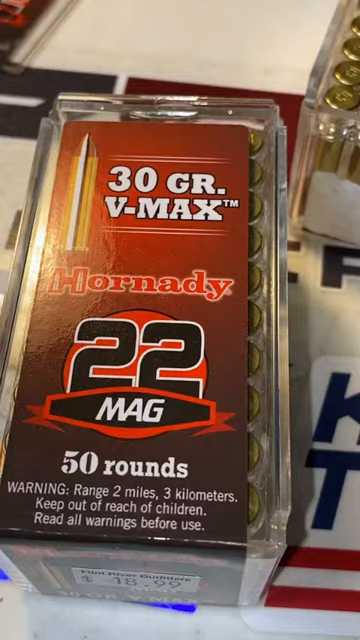 30 GR.
V-MAX™
Hornady
22
MAG
50 rounds
WARNING: Range 2 miles, 3 kilometers.
Keep out of reach of children.
Read all warnings before use.
Flint River Outfitters
$ 18.99